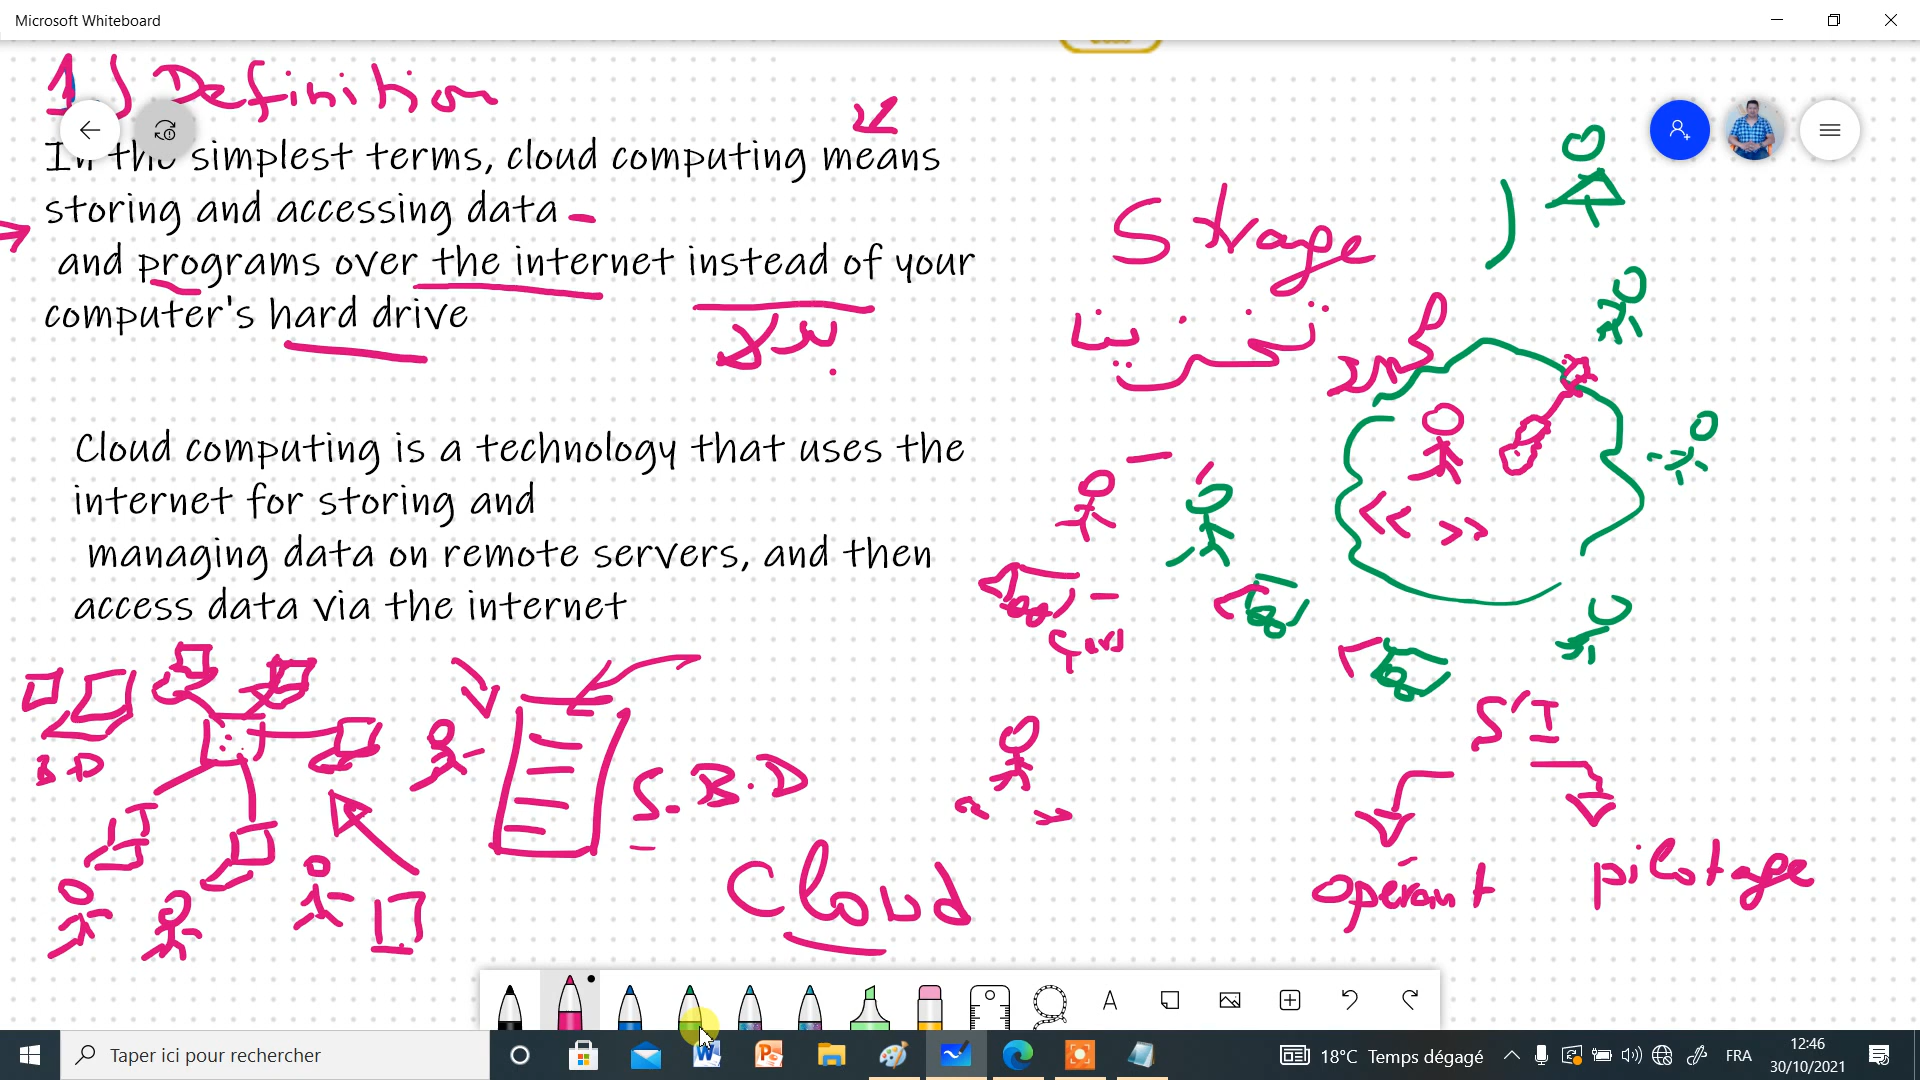 Microsoft Whiteboard
1) Definition
In the simplest terms, cloud computing means
storing and accessing data
and programs over the internet instead of your
computer's hard drive
Cloud computing is a technology that uses the
internet for storing and
managing data on remote servers, and then
access data via the internet
Strage
B.D
S.B.D
Cloud
S'I
opérant
pilotage
Taper ici pour rechercher
18°C Temps dégagé
FRA
12:46
30/10/2021